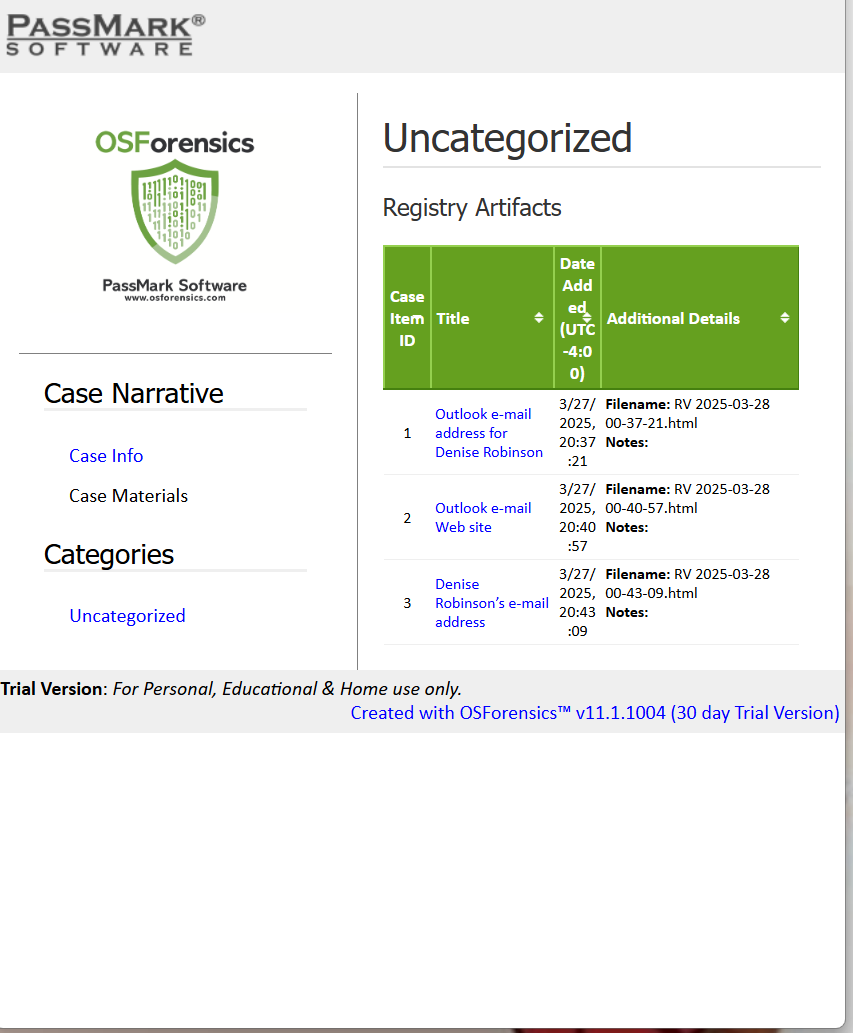 PASSMARK®
SOFTWARE
OSForensics
PassMark Software
www.osforensics.com
Case Narrative
Case Info
Case Materials
Categories
Uncategorized
Uncategorized
Registry Artifacts
Case
Item
ID
Title
Date
Add
ed
(UTC
-4:0
0)
Additional Details
1
Outlook e-mail
address for
Denise Robinson
3/27/
2025,
20:37
:21
Filename: RV 2025-03-28
00-37-21.html
Notes:
2
Outlook e-mail
Web site
3/27/
2025,
20:40
:57
Filename: RV 2025-03-28
00-40-57.html
Notes:
3
Denise
Robinson’s e-mail
address
3/27/
2025,
20:43
:09
Filename: RV 2025-03-28
00-43-09.html
Notes:
Trial Version: For Personal, Educational & Home use only.
Created with OSForensics™ v11.1.1004 (30 day Trial Version)